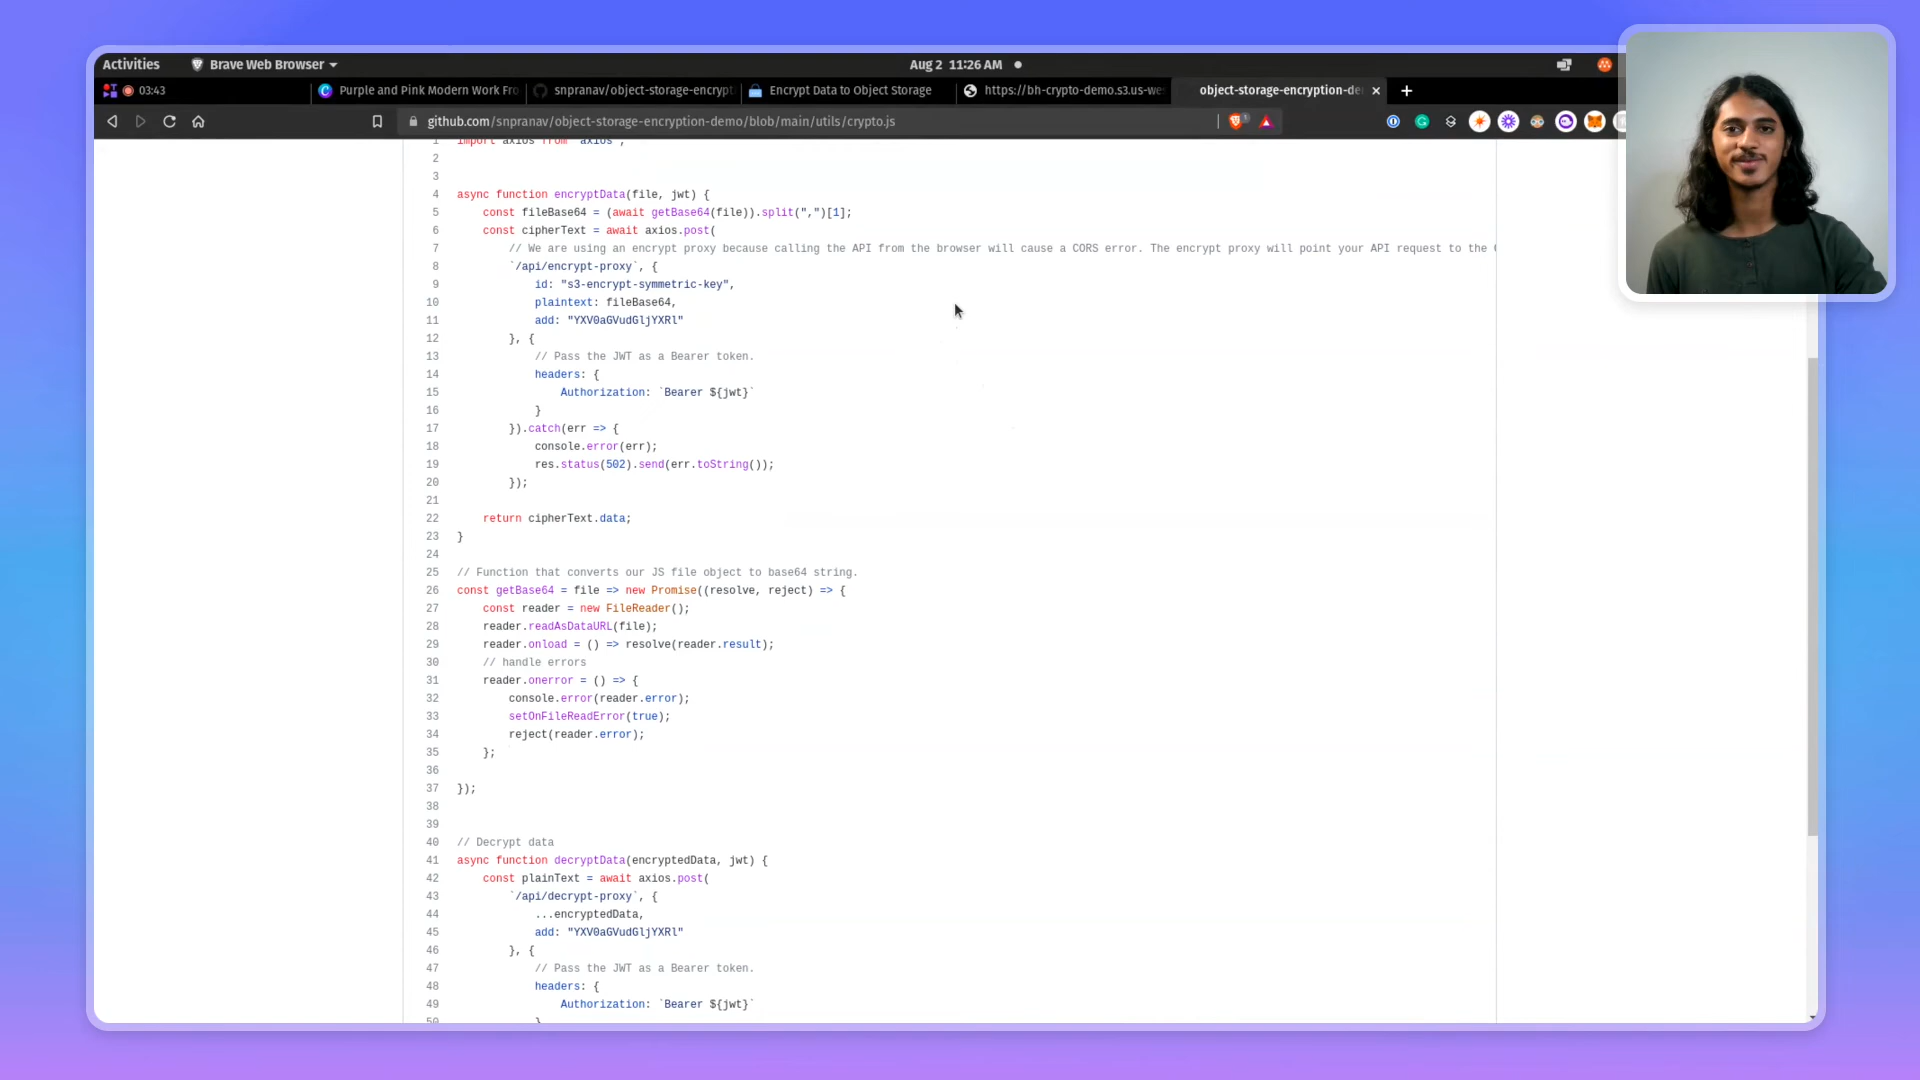 Activities
Brave Web Browser
Aug 2 11:26 AM
03:43
Purple and Pink Modern Work Fro
snpranav/object-storage-encrypt
Encrypt Data to Object Storage
https://bh-crypto-demo.s3.us-we
object-storage-encryption-de
github.com/snpranav/object-storage-encryption-demo/blob/main/utils/crypto.js
1 import axios from 'axios';
2
3
4 async function encryptData(file, jwt) {
5 const fileBase64 = (await getBase64(file)).split(",")[1];
6 const cipherText = await axios.post(
7 // We are using an encrypt proxy because calling the API from the browser will cause a CORS error. The encrypt proxy will point your API request to the
8 `/api/encrypt-proxy`, {
9 id: "s3-encrypt-symmetric-key",
10 plaintext: fileBase64,
11 add: "YXV0aGVudGljYXRl"
12 }, {
13 // Pass the JWT as a Bearer token.
14 headers: {
15 Authorization: `Bearer ${jwt}`
16 }
17 }).catch(err => {
18 console.error(err);
19 res.status(502).send(err.toString());
20 });
21
22 return cipherText.data;
23 }
24
25 // Function that converts our JS file object to base64 string.
26 const getBase64 = file => new Promise((resolve, reject) => {
27 const reader = new FileReader();
28 reader.readAsDataURL(file);
29 reader.onload = () => resolve(reader.result);
30 // handle errors
31 reader.onerror = () => {
32 console.error(reader.error);
33 setOnFileReadError(true);
34 reject(reader.error);
35 };
36
37 });
38
39
40 // Decrypt data
41 async function decryptData(encryptedData, jwt) {
42 const plainText = await axios.post(
43 `/api/decrypt-proxy`, {
44 ...encryptedData,
45 add: "YXV0aGVudGljYXRl"
46 }, {
47 // Pass the JWT as a Bearer token.
48 headers: {
49 Authorization: `Bearer ${jwt}`
50 }